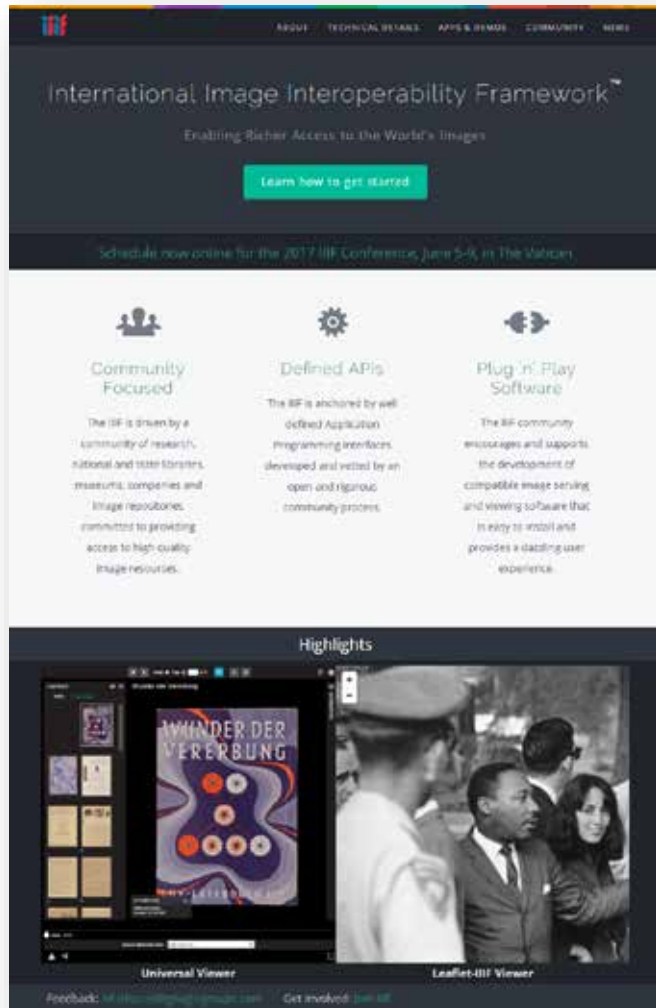 iiif
ABOUT TECHNICAL DETAILS APPS & DEMOS COMMUNITY NEWS
International Image Interoperability Framework™
Enabling Richer Access to the World's Images
Learn how to get started
Schedule now online for the 2017 IIIF Conference, June 5-9, in The Vatican
Community
Focused
The IIIF is driven by a
community of research,
national and state libraries,
museums, companies and
image repositories
committed to providing
access to high quality
image resources.
Defined APIs
The IIIF is anchored by well
defined Application
Programming Interfaces
developed and vetted by an
open and rigorous
community process.
Plug 'n' Play
Software
The IIIF community
encourages and supports
the development of
compatible image serving
and viewing software that
is easy to install and
provides a dazzling user
experience.
Highlights
WUNDER DER
VERERBUNG
+
-
Universal Viewer
Leaflet-IIIF Viewer
Feedback:
Get involved: Join IIIF